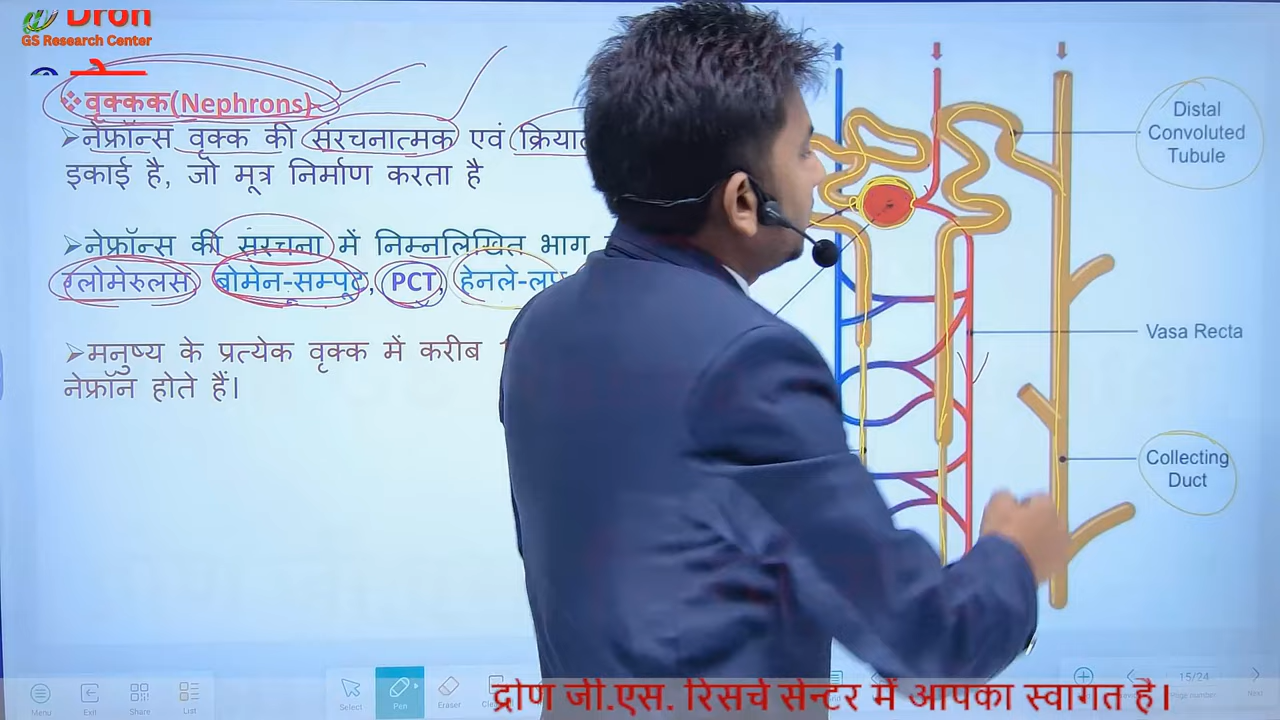 Dron
GS Research Center
❖वृक्कक(Nephrons)
➢नेफ्रॉन्स वृक्क की संरचनात्मक एवं
इकाई है, जो मूत्र निर्माण करता है
➢नेफ्रॉन्स की संरचना में निम्नलिखित भाग
ग्लोमेरुलस बोमेन-सम्पूट, PCT, हेनले-लूप
➢मनुष्य के प्रत्येक वृक्क में करीब
नेफ्रॉन होते हैं।
Distal
Convoluted
Tubule
Vasa Recta
Collecting
Duct
Menu Exit Share List Select Pen Eraser 15/24 Next
द्रोण जी.एस. रिसर्च सेन्टर में आपका स्वागत है।